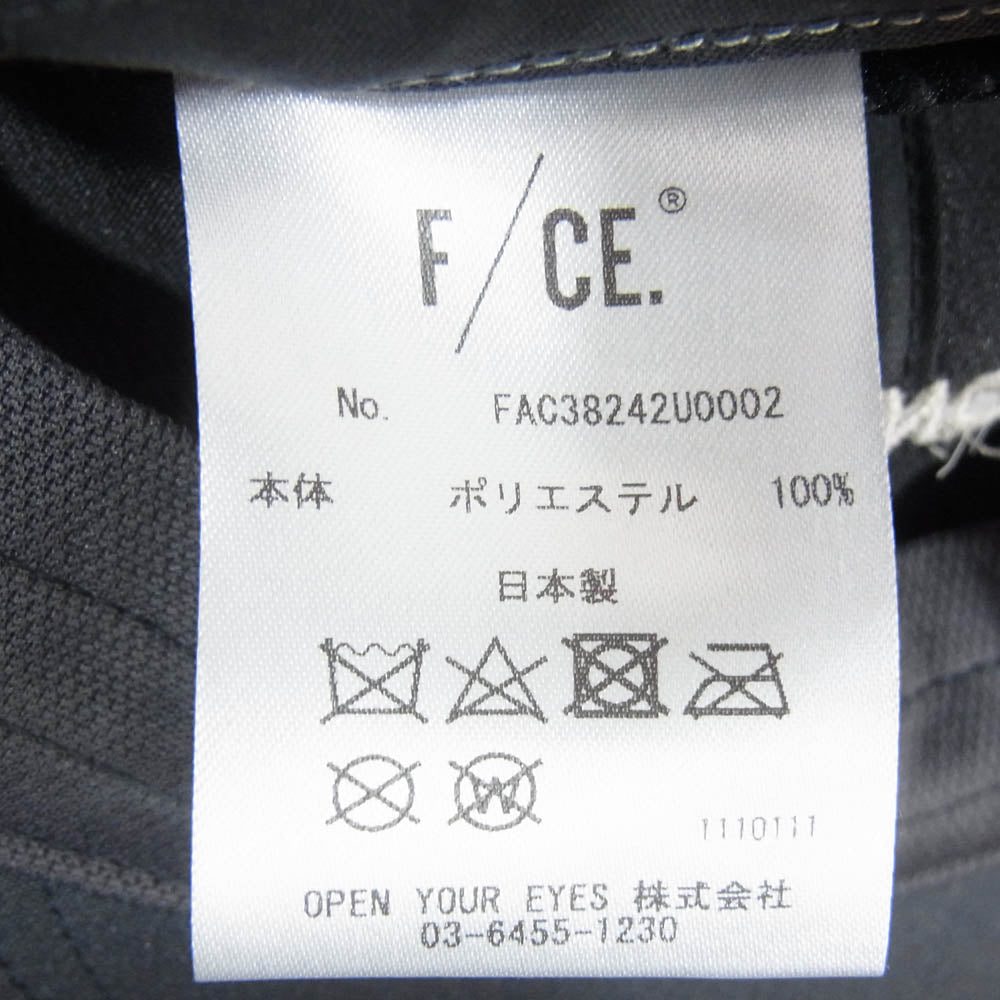 F/CE.®
No. FAC38242U0002
本体 ポリエステル 100%
日本製
W
1110111
OPEN YOUR EYES 株式会社
03-6455-1230